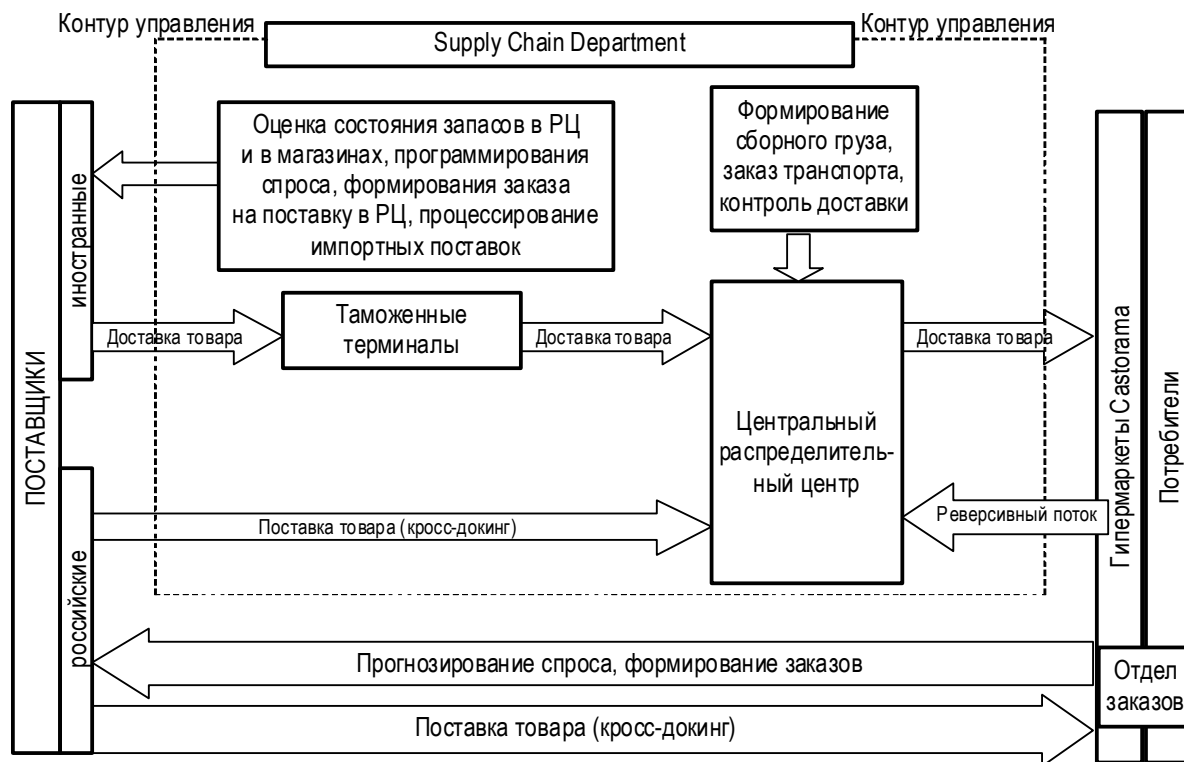 Контур управления
Supply Chain Department
Контур управления
Оценка состояния запасов в РЦ
и в магазинах, программирования
спроса, формирования заказа
на поставку в РЦ, процессирование
импортных поставок
Формирование
сборного груза,
заказ транспорта,
контроль доставки
ПОСТАВЩИКИ
иностранные
российские
Доставка товара
Таможенные
терминалы
Доставка товара
Центральный
распределитель-
ный центр
Доставка товара
Поставка товара (кросс-докинг)
Реверсивный поток
Гипермаркеты Castorama
Потребители
Прогнозирование спроса, формирование заказов
Отдел
заказов
Поставка товара (кросс-докинг)